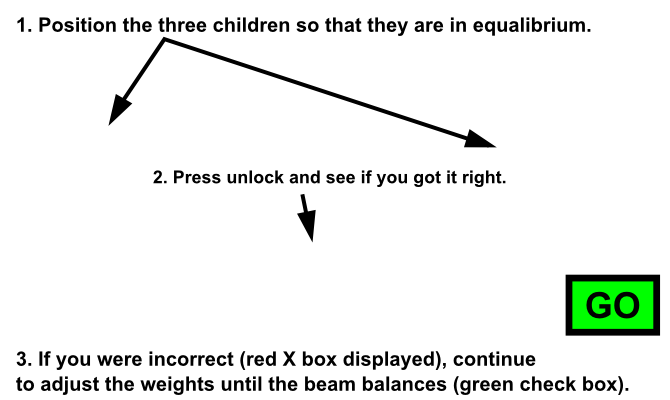 1. Position the three children so that they are in equalibrium.
2. Press unlock and see if you got it right.
GO
3. If you were incorrect (red X box displayed), continue
to adjust the weights until the beam balances (green check box).